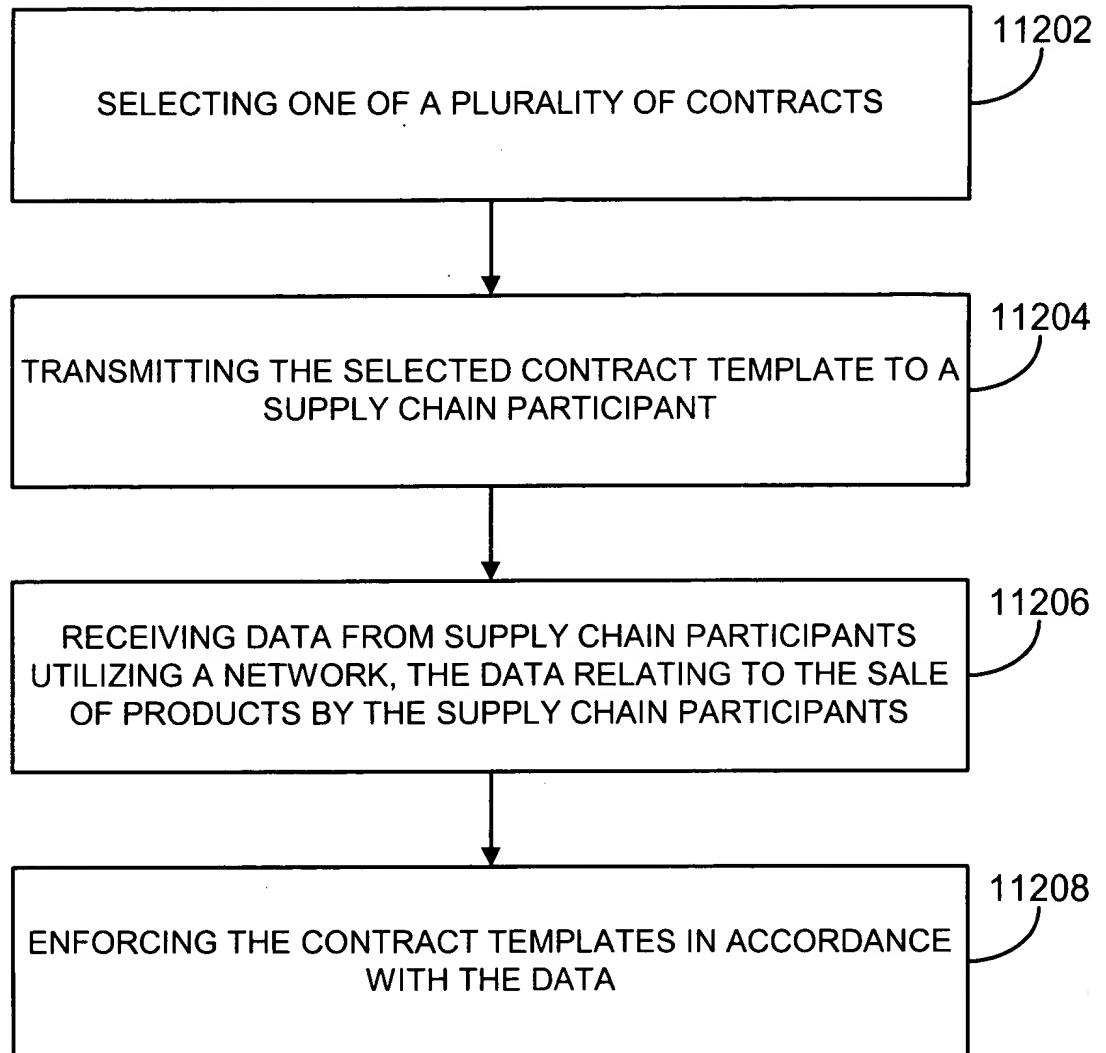 11202
SELECTING ONE OF A PLURALITY OF CONTRACTS
11204
TRANSMITTING THE SELECTED CONTRACT TEMPLATE TO A
SUPPLY CHAIN PARTICIPANT
11206
RECEIVING DATA FROM SUPPLY CHAIN PARTICIPANTS
UTILIZING A NETWORK, THE DATA RELATING TO THE SALE
OF PRODUCTS BY THE SUPPLY CHAIN PARTICIPANTS
11208
ENFORCING THE CONTRACT TEMPLATES IN ACCORDANCE
WITH THE DATA